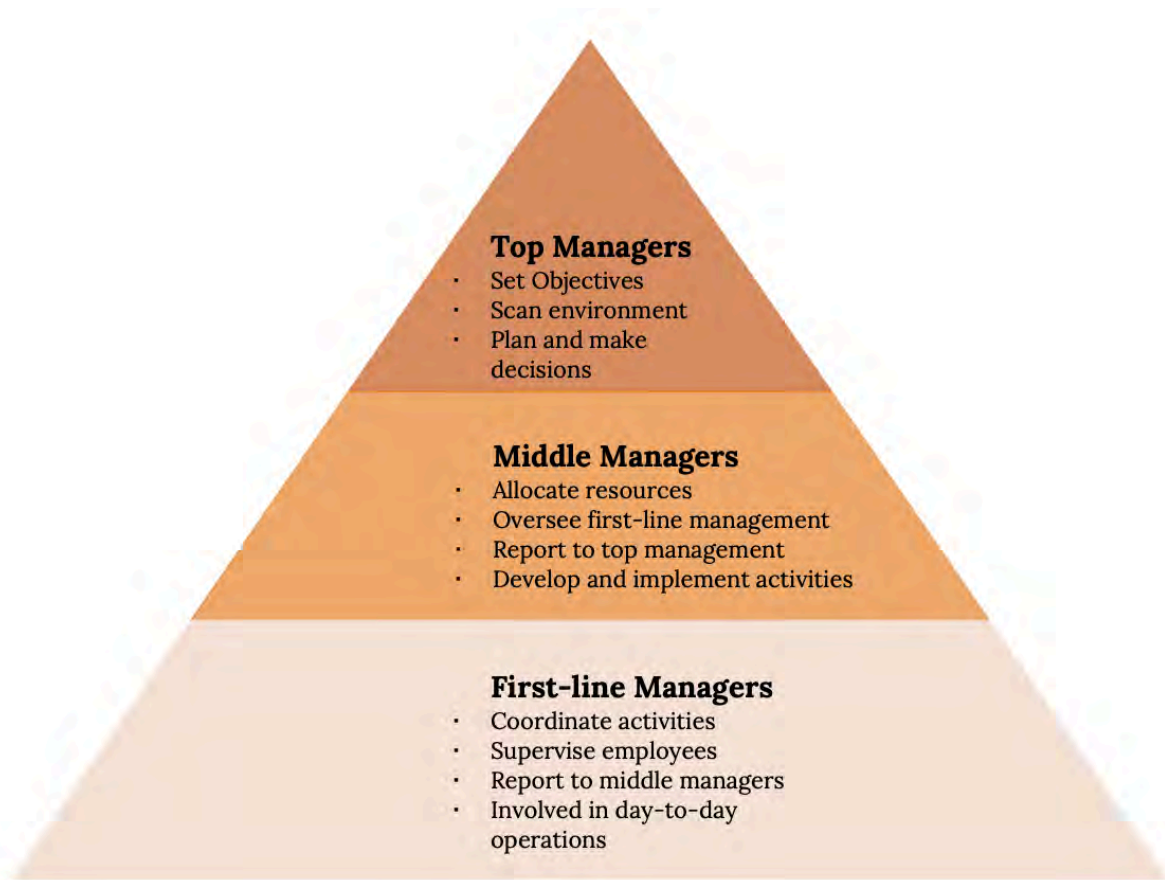 Top Managers
· Set Objectives
· Scan environment
· Plan and make
decisions
Middle Managers
· Allocate resources
· Oversee first-line management
· Report to top management
· Develop and implement activities
First-line Managers
· Coordinate activities
· Supervise employees
· Report to middle managers
· Involved in day-to-day
operations